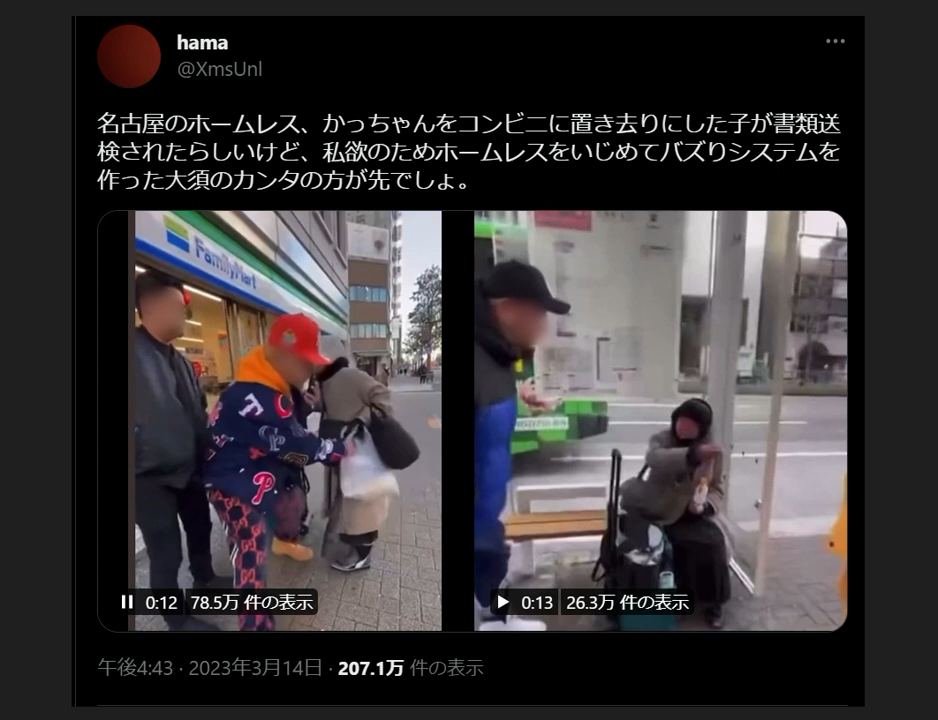 hama
@XmsUnl
名古屋のホームレス、かっちゃんをコンビニに置き去りにした子が書類送
検されたらしいけど、私欲のためホームレスをいじめてバズりシステムを
作った大須のカンタの方が先でしょ。
FamilyMart
T C
CP
P
0:12 78.5万 件の表示
0:13 26.3万 件の表示
午後4:43 · 2023年3月14日 · 207.1万 件の表示